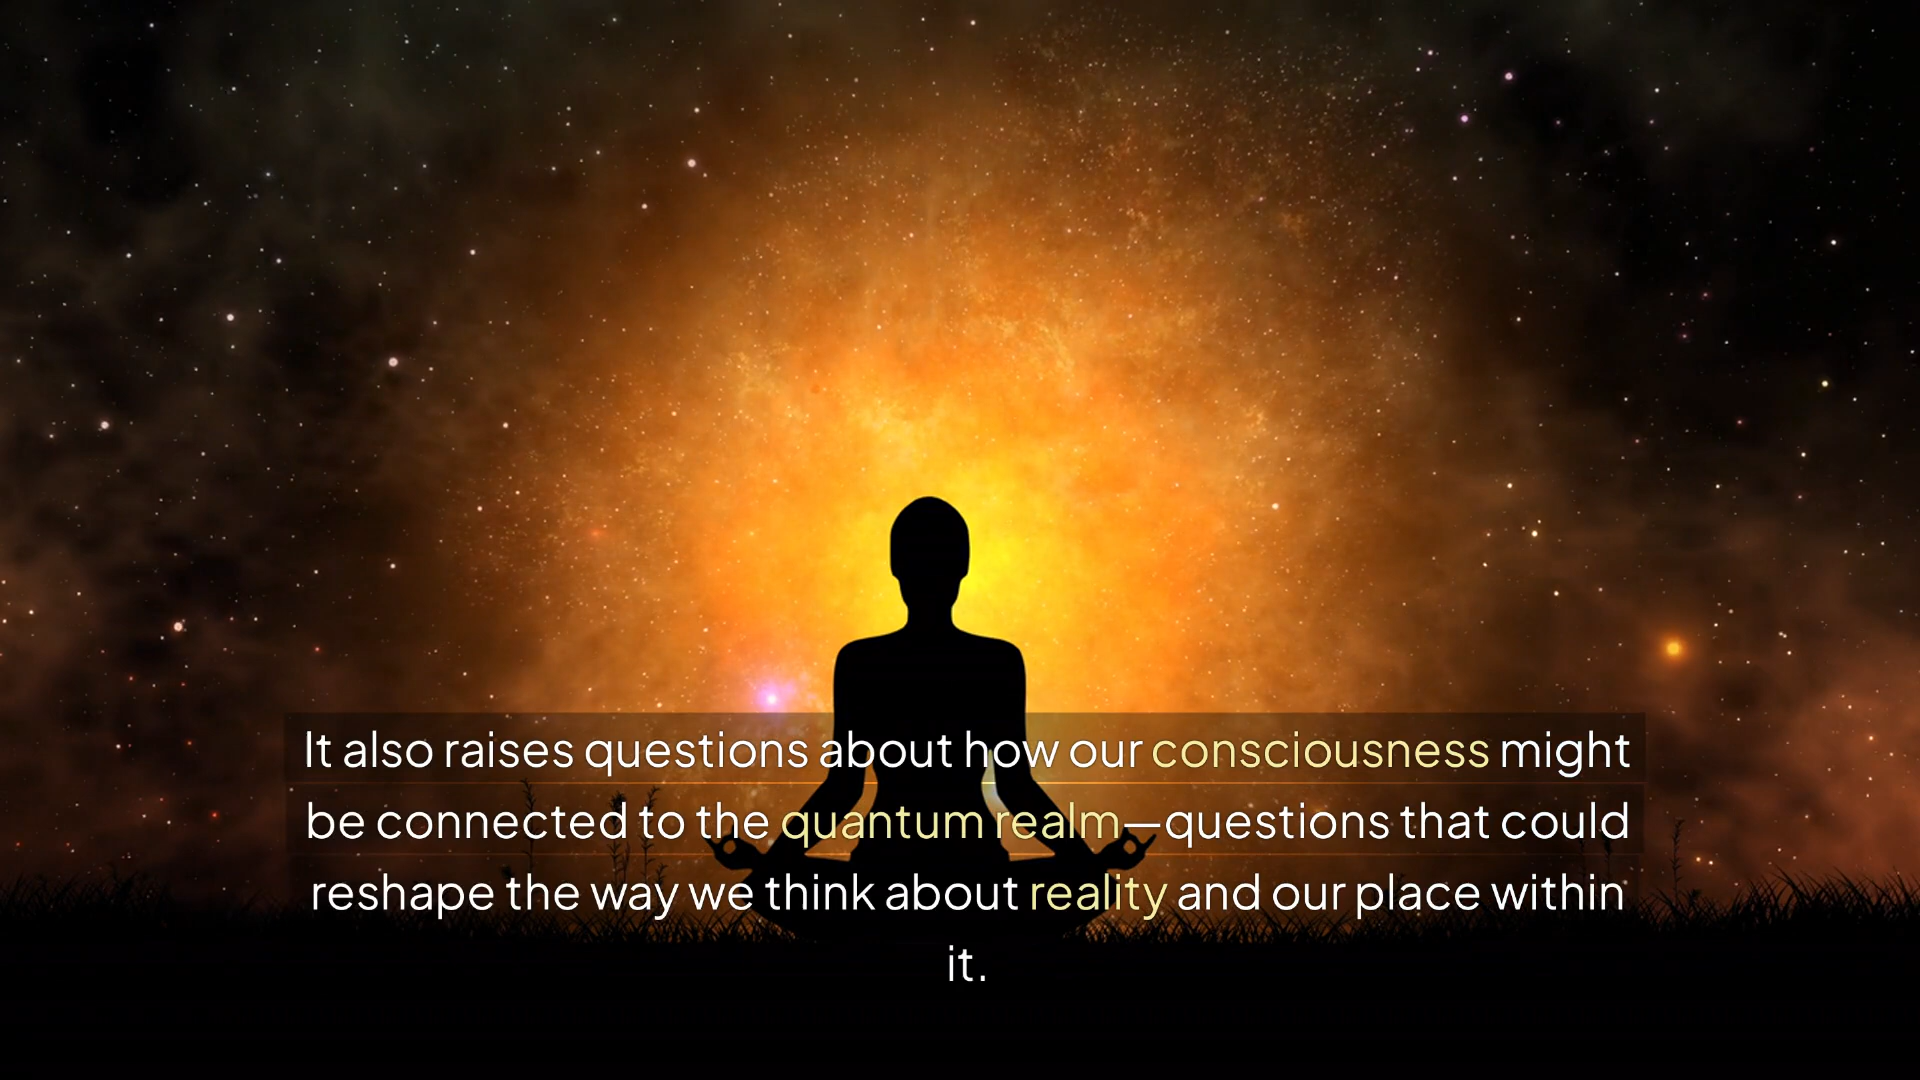 It also raises questions about how our consciousness might
be connected to the quantum realm—questions that could
reshape the way we think about reality and our place within
it.